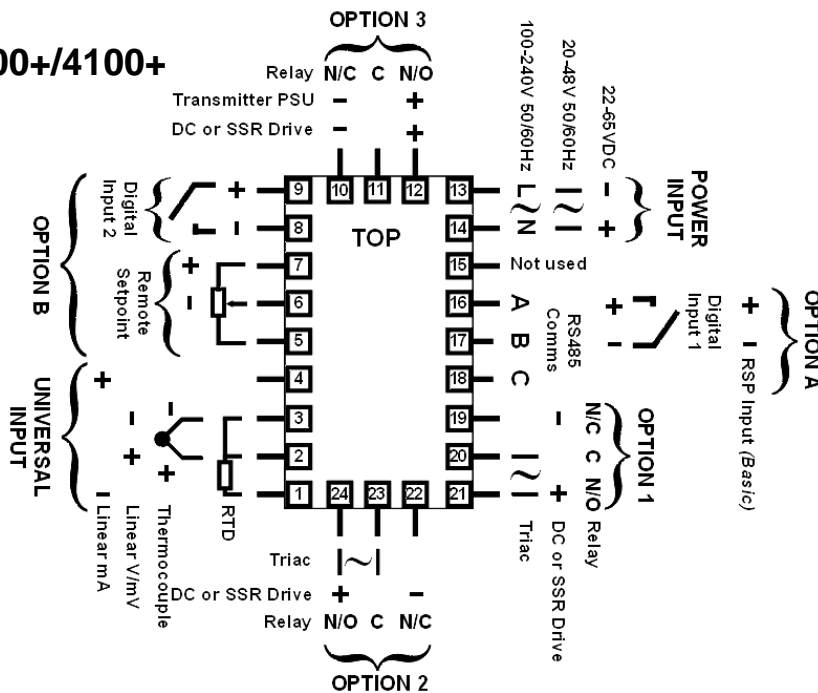 OPTION 3
00+/4100+
Relay N/C C N/O
Transmitter PSU - +
DC or SSR Drive - +
100-240V 50/60Hz
20-48V 50/60Hz
22-65VDC
L ~ N
~
- +
POWER
INPUT
9 10 11 12 13
8 14
7 15
6 16
5 17
4 18
3 19
2 20
1 24 23 22 21
TOP
Digital
Input 2
+ -
Remote
Setpoint
+ -
OPTION B
Not used
A
B
C
RS485
Comms
+ -
Digital
Input 1
+ -
RSP Input (Basic)
OPTION A
UNIVERSAL
INPUT
RTD
- +
Thermocouple
- +
Linear V/mV
+ -
Linear mA
OPTION 1
N/C C N/O
Relay
- +
DC or SSR Drive
~
Triac
Triac ~
DC or SSR Drive + -
Relay N/O C N/C
OPTION 2